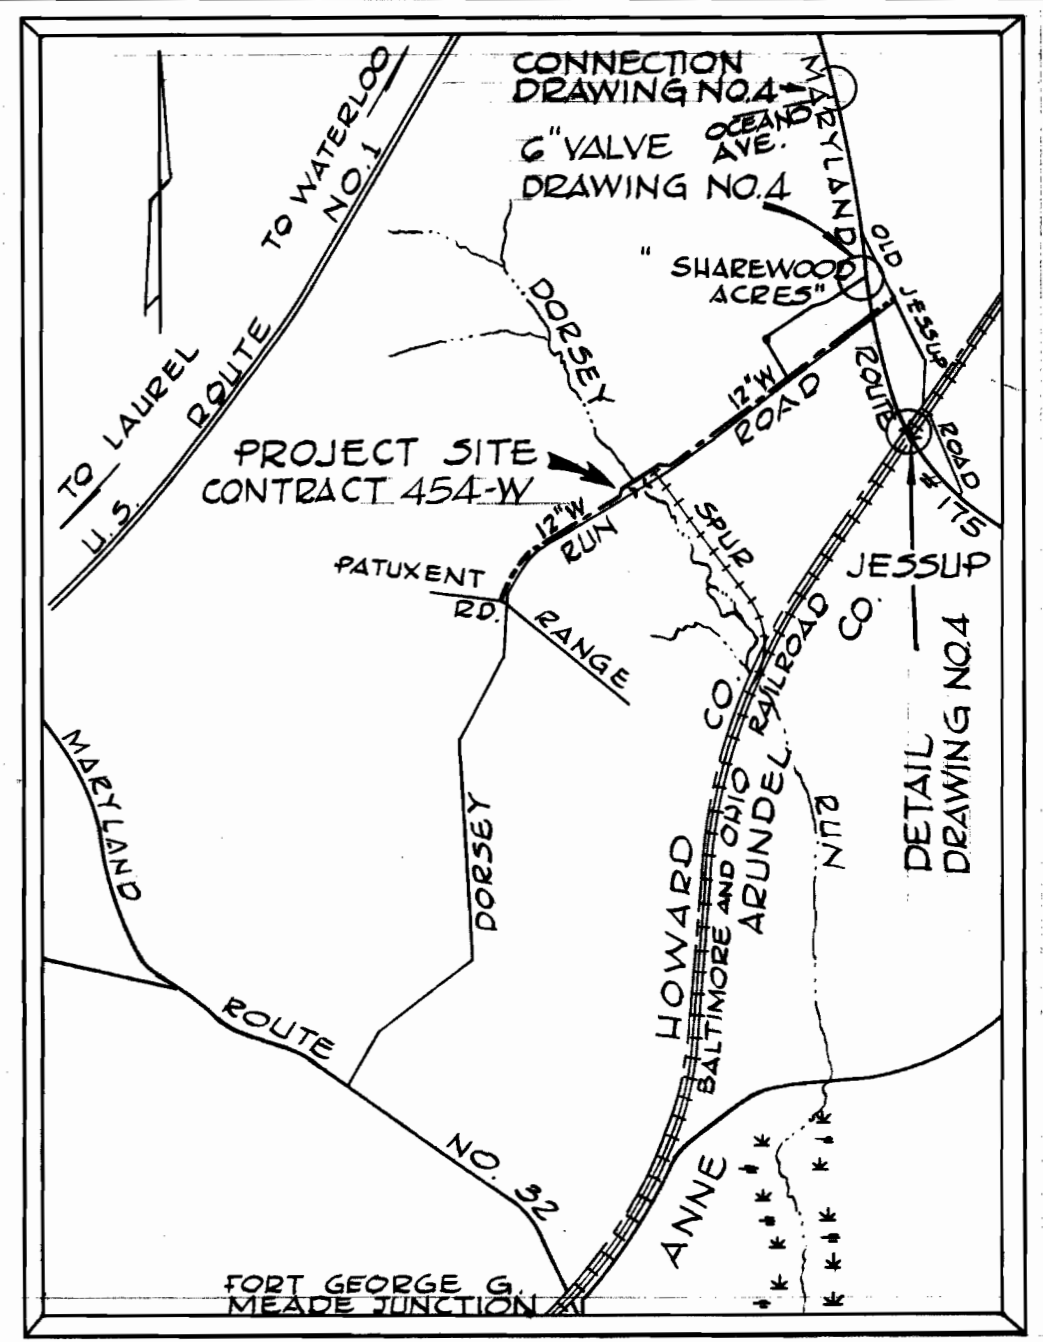 CONNECTION
DRAWING NO.4
OCEANO
AVE.
6" VALVE
DRAWING NO.4
MARYLAND
ROUTE
# 175
OLD JESSUP
ROAD
" SHAREWOOD
ACRES"
TO WATERLOO
NO.1
TO LAUREL
U.S. ROUTE
DORSEY
12"W
ROAD
PROJECT SITE
CONTRACT 454-W
12"W
RUN
SPUR
PATUXENT
RD.
RANGE
JESSUP
DETAIL
DRAWING NO.4
HOWARD CO.
BALTIMORE AND OHIO RAILROAD
ANNE ARUNDEL CO.
RUN
DORSEY
MARYLAND
ROUTE
NO. 32
FORT GEORGE G.
MEADE JUNCTION